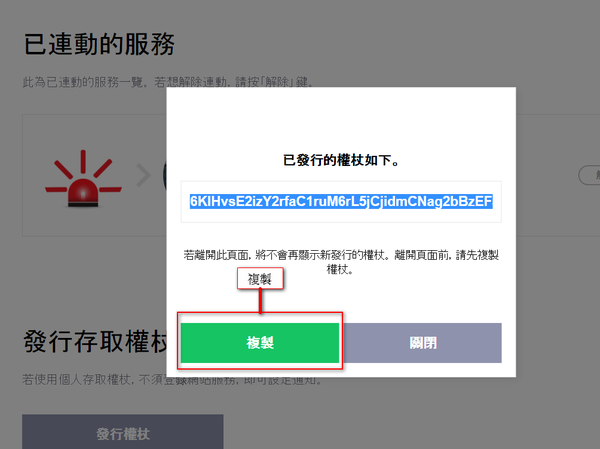 已連動的服務
此為已連動的服務一覽。若想解除連動, 請按「解除」鍵。
已發行的權杖如下。
6KIHvsE2izY2rfaC1ruM6rL5jCjidmCNag2bBzEF
若離開此頁面, 將不會再顯示新發行的權杖。離開頁面前, 請先複製
權杖。
複製
複製
關閉
發行存取權杖
若使用個人存取權杖, 不須登錄網站服務, 即可設定通知。
發行權杖